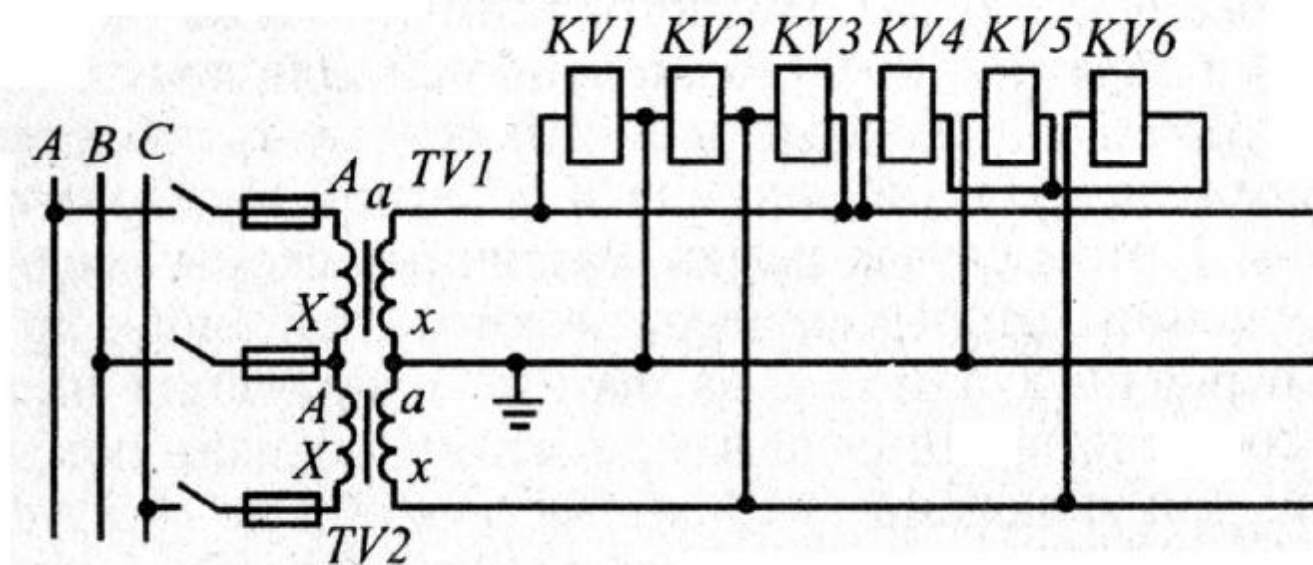 KV1 KV2 KV3 KV4 KV5 KV6
A B C
A a TV1
X x
A a
X x
TV2